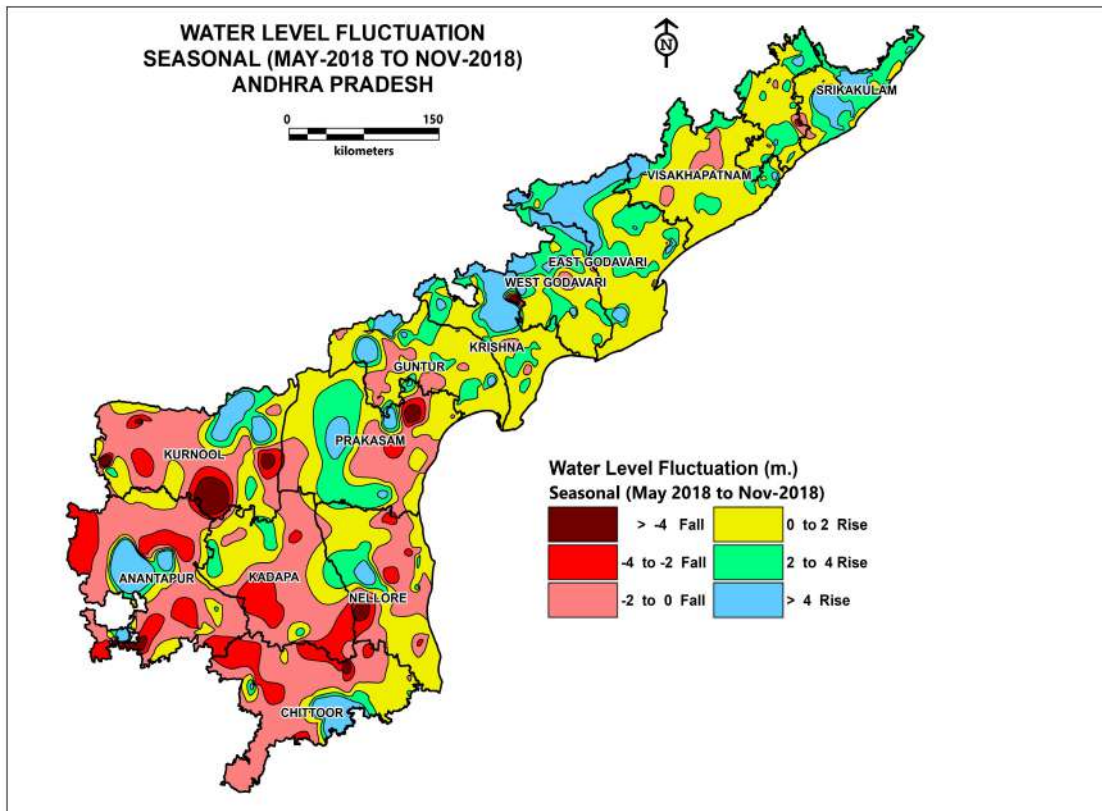 WATER LEVEL FLUCTUATION
SEASONAL (MAY-2018 TO NOV-2018)
ANDHRA PRADESH
0 150
kilometers
N
SRIKAKULAM
VISAKHAPATNAM
EAST GODAVARI
WEST GODAVARI
KRISHNA
GUNTUR
PRAKASAM
KURNOOL
ANANTAPUR
KADAPA
NELLORE
CHITTOOR
Water Level Fluctuation (m.)
Seasonal (May 2018 to Nov-2018)
> -4 Fall
0 to 2 Rise
-4 to -2 Fall
2 to 4 Rise
-2 to 0 Fall
> 4 Rise